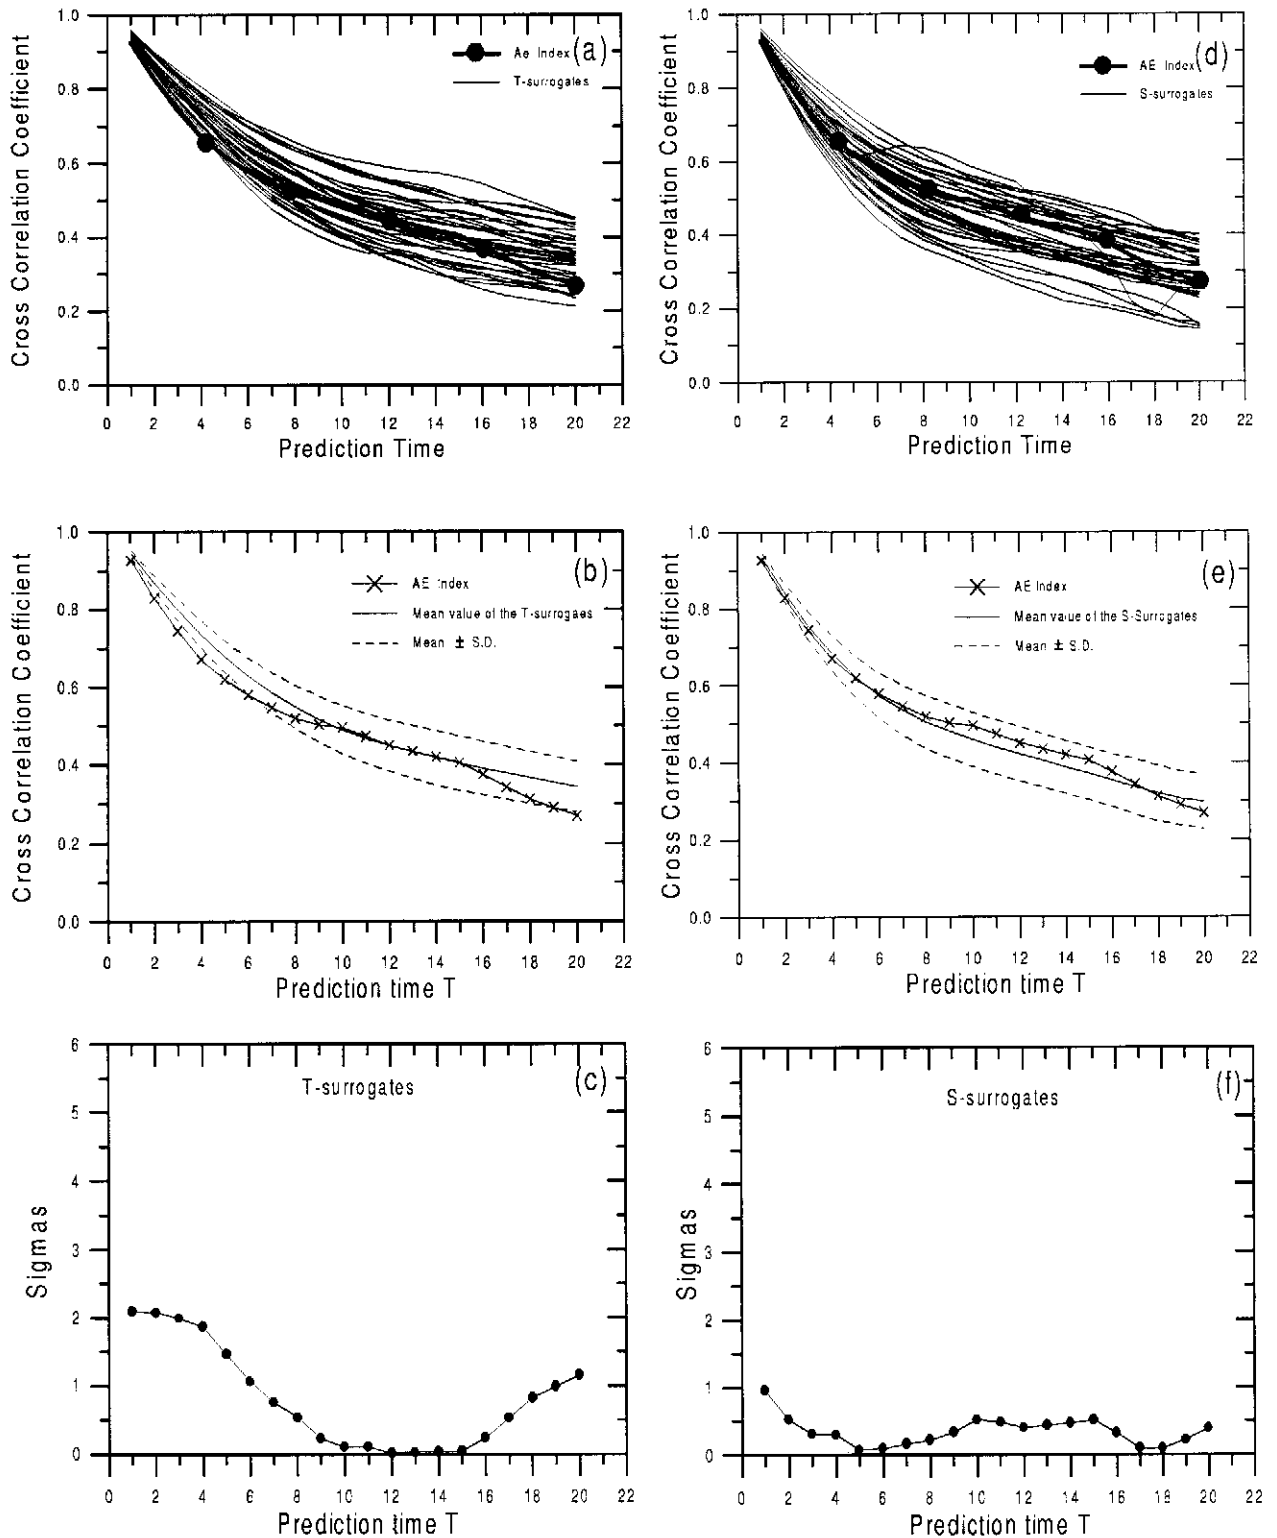 (a)
Ae Index
T-surrogates
Cross Correlation Coefficient
1.0
0.8
0.6
0.4
0.2
0.0
0 2 4 6 8 10 12 14 16 18 20 22
Prediction Time
(d)
AE Index
S-surrogates
Cross Correlation Coefficient
1.0
0.8
0.6
0.4
0.2
0.0
0 2 4 6 8 10 12 14 16 18 20 22
Prediction Time
(b)
AE Index
Mean value of the T-surrogaes
Mean ± S.D.
Cross Correlation Coefficient
1.0
0.8
0.6
0.4
0.2
0.0
0 2 4 6 8 10 12 14 16 18 20 22
Prediction time T
(e)
AE Index
Mean value of the S-Surrogates
Mean ± S.D.
Cross Correlation Coefficient
1.0
0.8
0.6
0.4
0.2
0.0
0 2 4 6 8 10 12 14 16 18 20 22
Prediction time T
(c)
T-surrogates
Sigmas
6
5
4
3
2
1
0
0 2 4 6 8 10 12 14 16 18 20 22
Prediction time T
(f)
S-surrogates
Sigmas
6
5
4
3
2
1
0
0 2 4 6 8 10 12 14 16 18 20 22
Prediction time T